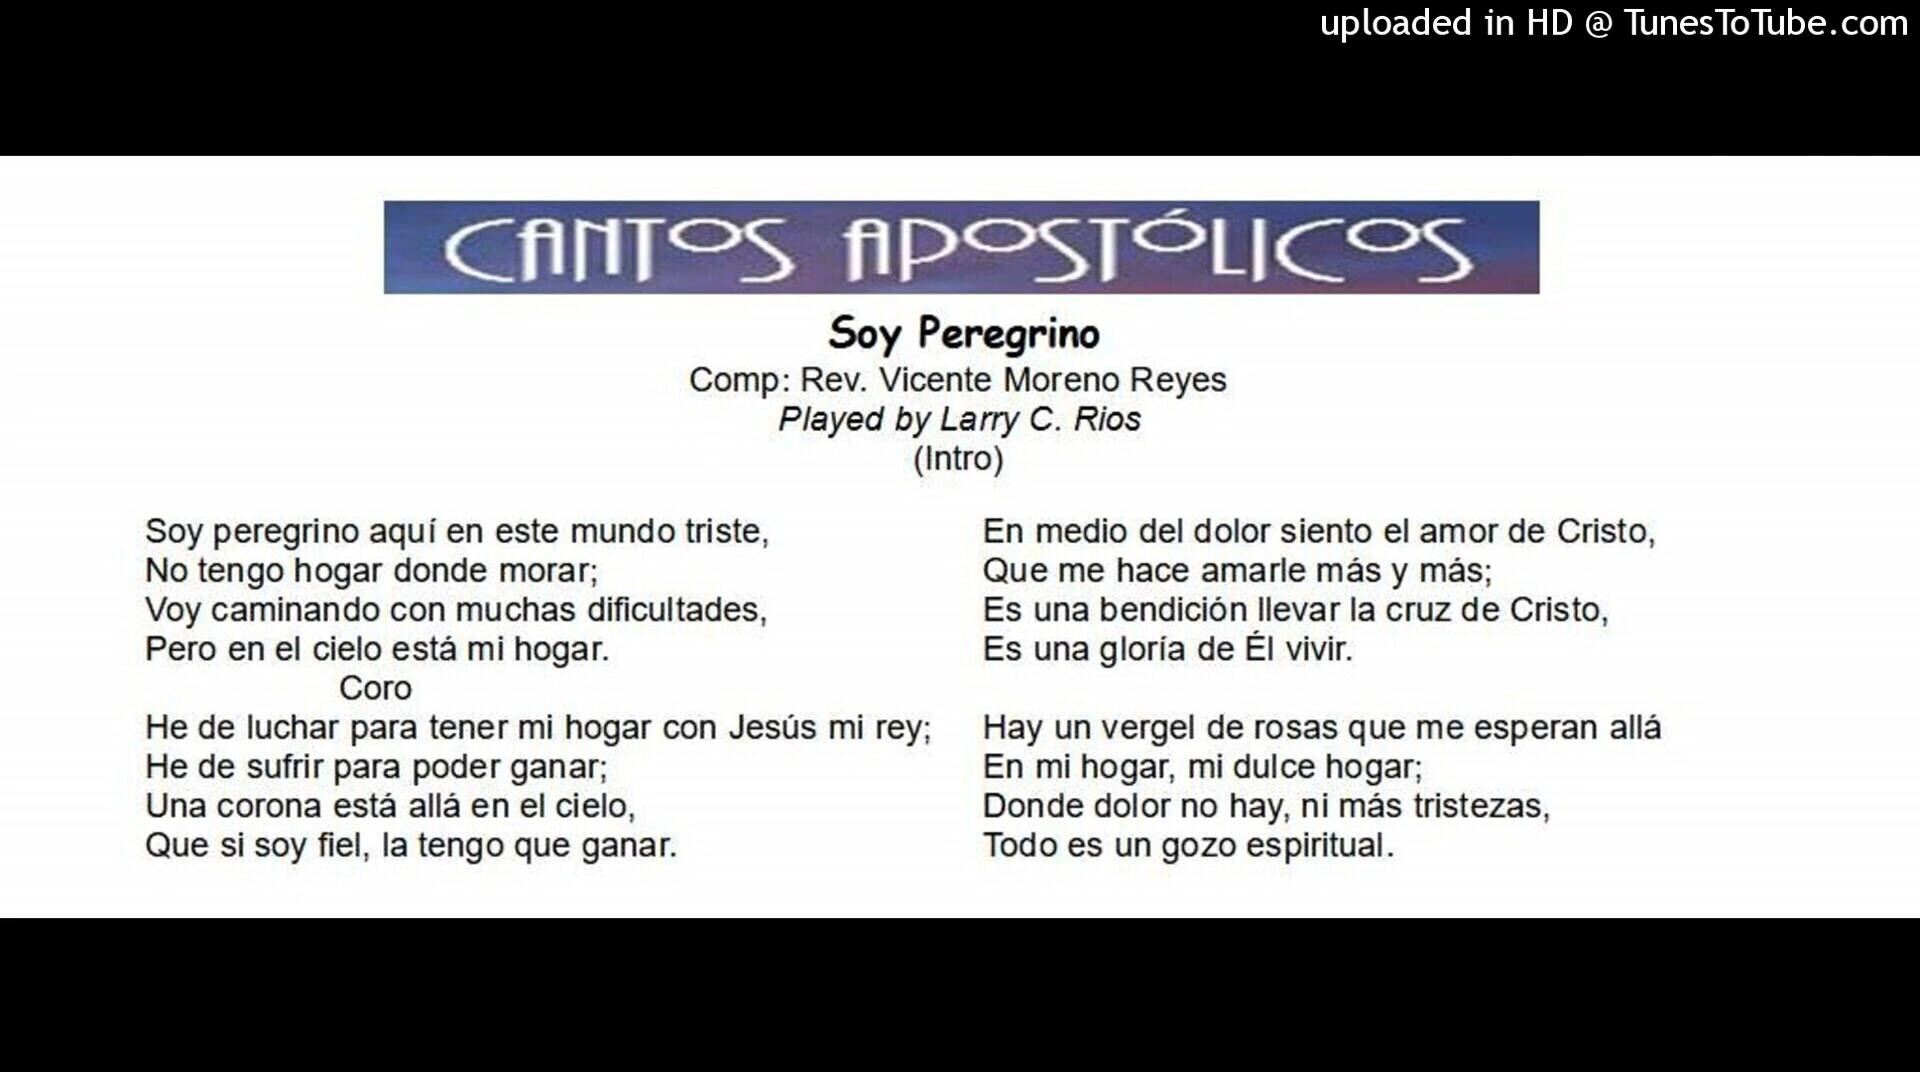 uploaded in HD @ TunesToTube.com
CANTOS APOSTÓLICOS
Soy Peregrino
Comp: Rev. Vicente Moreno Reyes
Played by Larry C. Rios
(Intro)
Soy peregrino aquí en este mundo triste,
No tengo hogar donde morar;
Voy caminando con muchas dificultades,
Pero en el cielo está mi hogar.
Coro
He de luchar para tener mi hogar con Jesús mi rey;
He de sufrir para poder ganar;
Una corona está allá en el cielo,
Que si soy fiel, la tengo que ganar.
En medio del dolor siento el amor de Cristo,
Que me hace amarle más y más;
Es una bendición llevar la cruz de Cristo,
Es una gloría de Él vivir.
Hay un vergel de rosas que me esperan allá
En mi hogar, mi dulce hogar;
Donde dolor no hay, ni más tristezas,
Todo es un gozo espiritual.